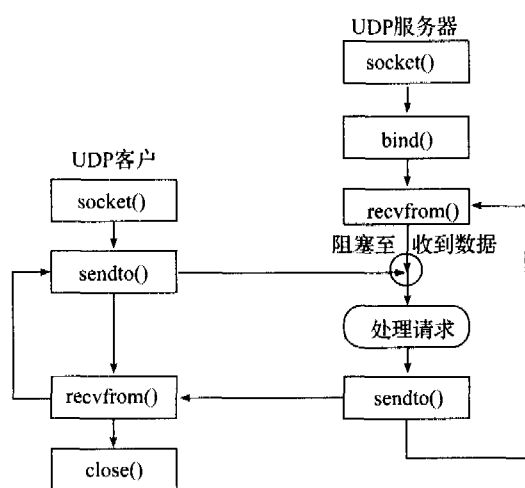 UDP服务器
socket()
bind()
recvfrom()
阻塞至 收到数据
处理请求
sendto()
UDP客户
socket()
sendto()
recvfrom()
close()